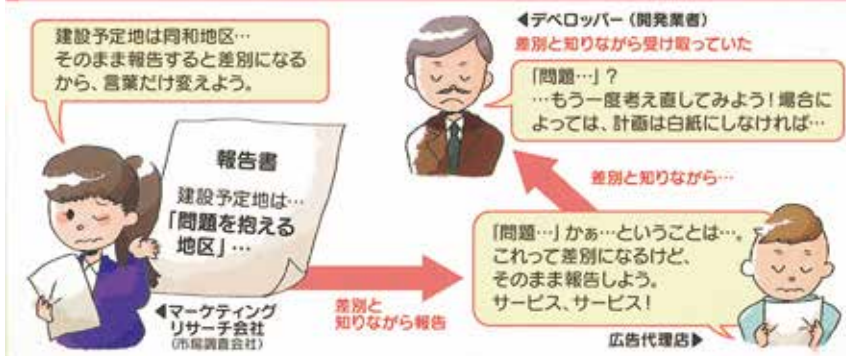 建設予定地は同和地区…
そのまま報告すると差別になる
から、言葉だけ変えよう。
報告書
建設予定地は…
「問題を抱える
地区」…
◀マーケティング
リサーチ会社
(市場調査会社)
差別と
知りながら報告
「問題…」かぁ…ということは…。
これって差別になるけど、
そのまま報告しよう。
サービス、サービス！
広告代理店▶
差別と知りながら…
◀デベロッパー（開発業者）
差別と知りながら受け取っていた
「問題…」？
…もう一度考え直してみよう！場合に
よっては、計画は白紙にしなければ…